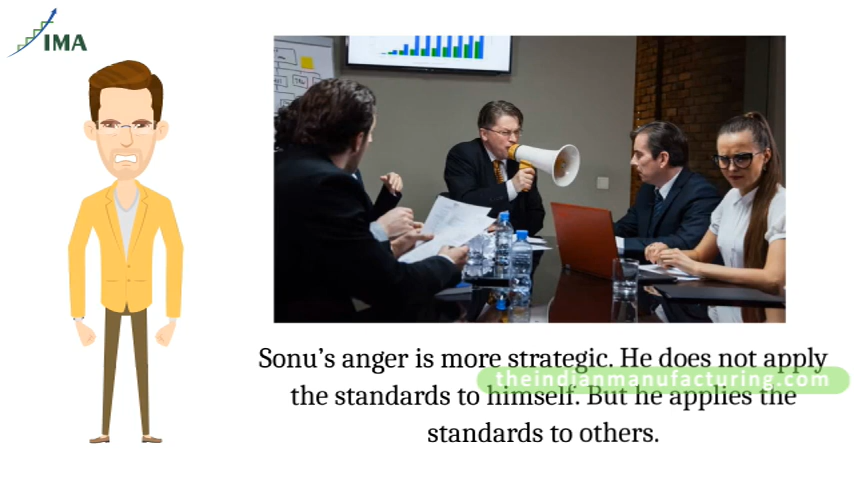 IMA
Sonu’s anger is more strategic. He does not apply
the standards to himself. But he applies the
standards to others.
theindianmanufacturing.com